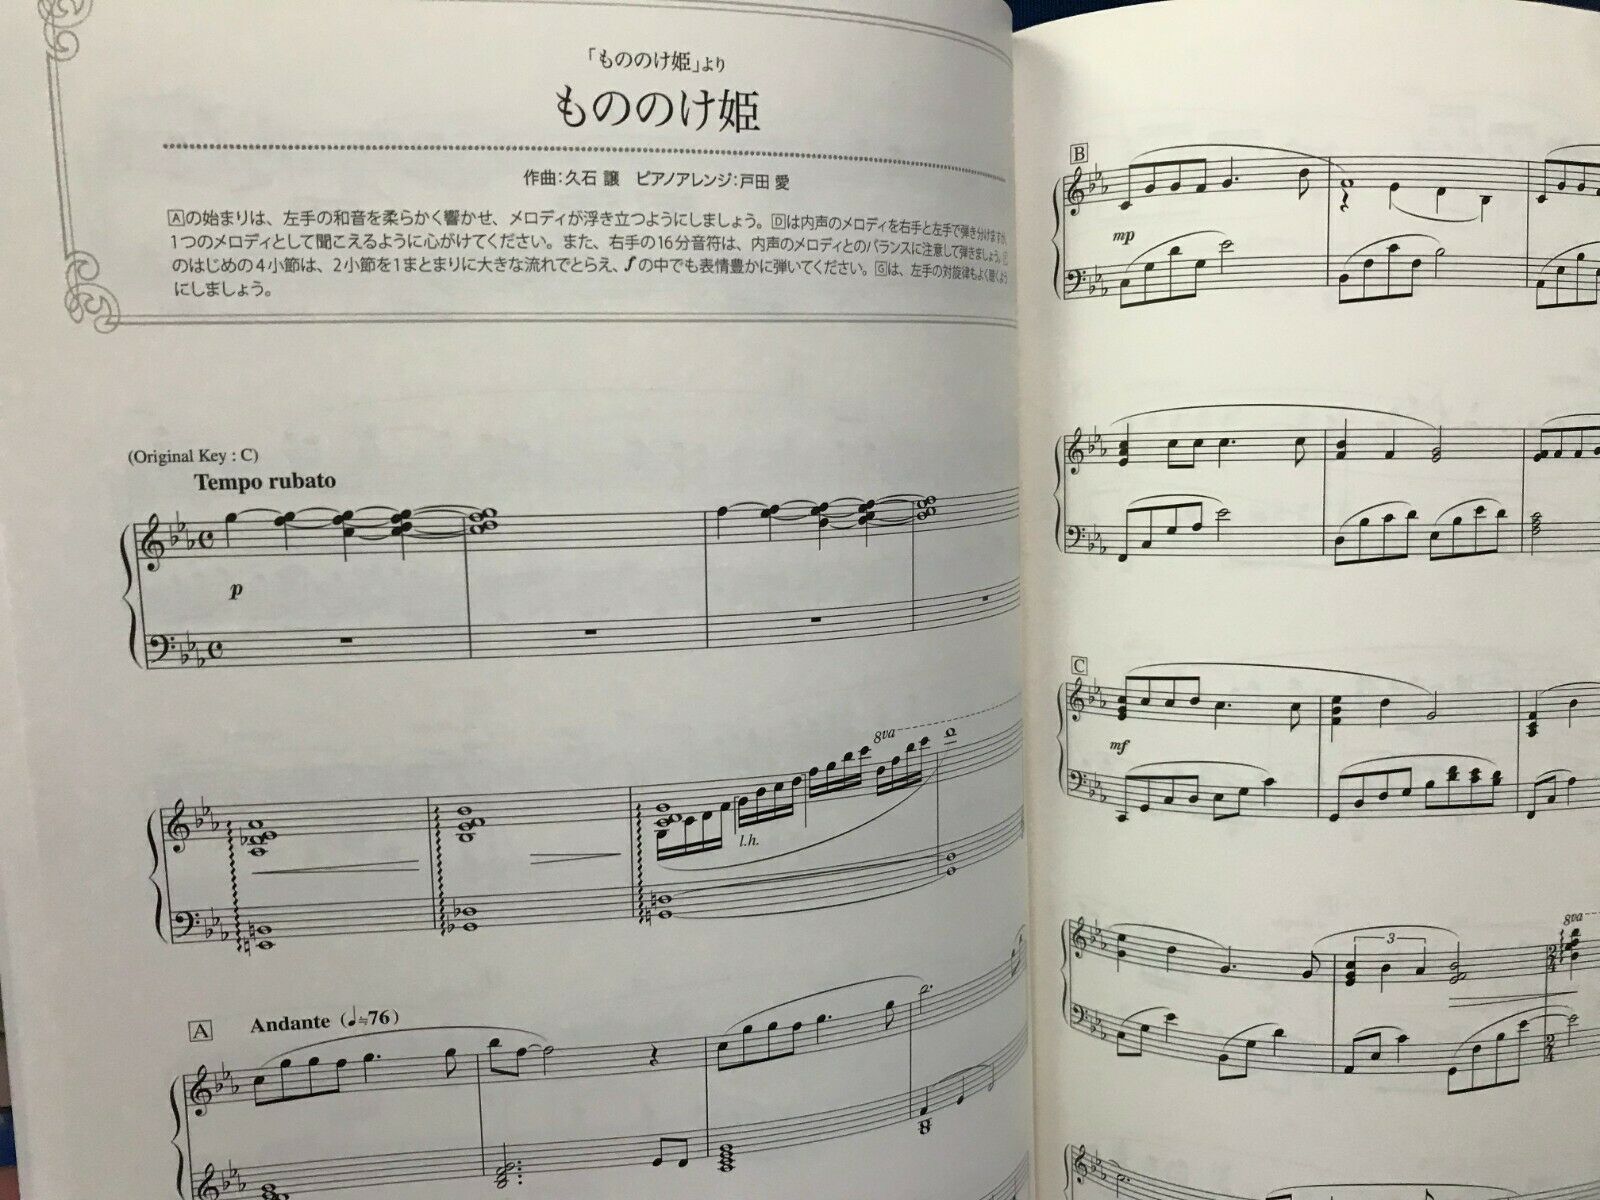 「もののけ姫」より
もののけ姫
作曲:久石 譲　ピアノアレンジ:戸田 愛
Aの始まりは、左手の和音を柔らかく響かせ、メロディが浮き立つようにしましょう。Dは内声のメロディを右手と左手で弾き分けますが、
1つのメロディとして聞こえるように心がけてください。また、右手の16分音符は、内声のメロディとのバランスに注意して弾きましょう。
のはじめの4小節は、2小節を1まとまりに大きな流れでとらえ、fの中でも表情豊かに弾いてください。Gは、左手の対旋律もよく聴くよう
にしましょう。
(Original Key : C)
Tempo rubato
p
8va
l.h.
A Andante (♩≒76)
B
mp
C
mf
3
8va
2/4
2/4